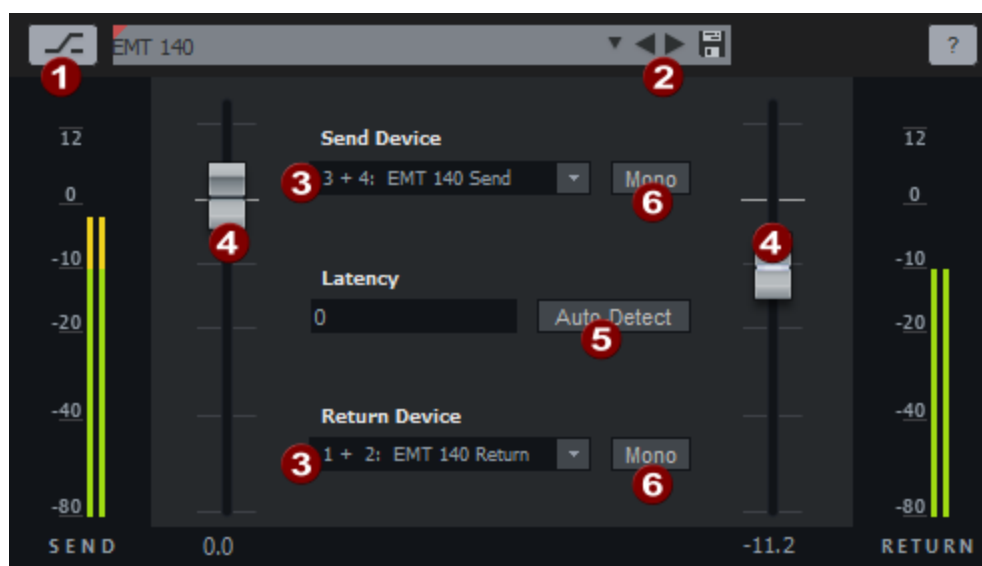 EMT 140
?
1
2
12
12
Send Device
3
3 + 4: EMT 140 Send
Mono
6
0
0
4
4
-10
-10
Latency
0
Auto Detect
5
-20
-20
-40
-40
Return Device
3
1 + 2: EMT 140 Return
Mono
6
-80
-80
SEND
0.0
-11.2
RETURN